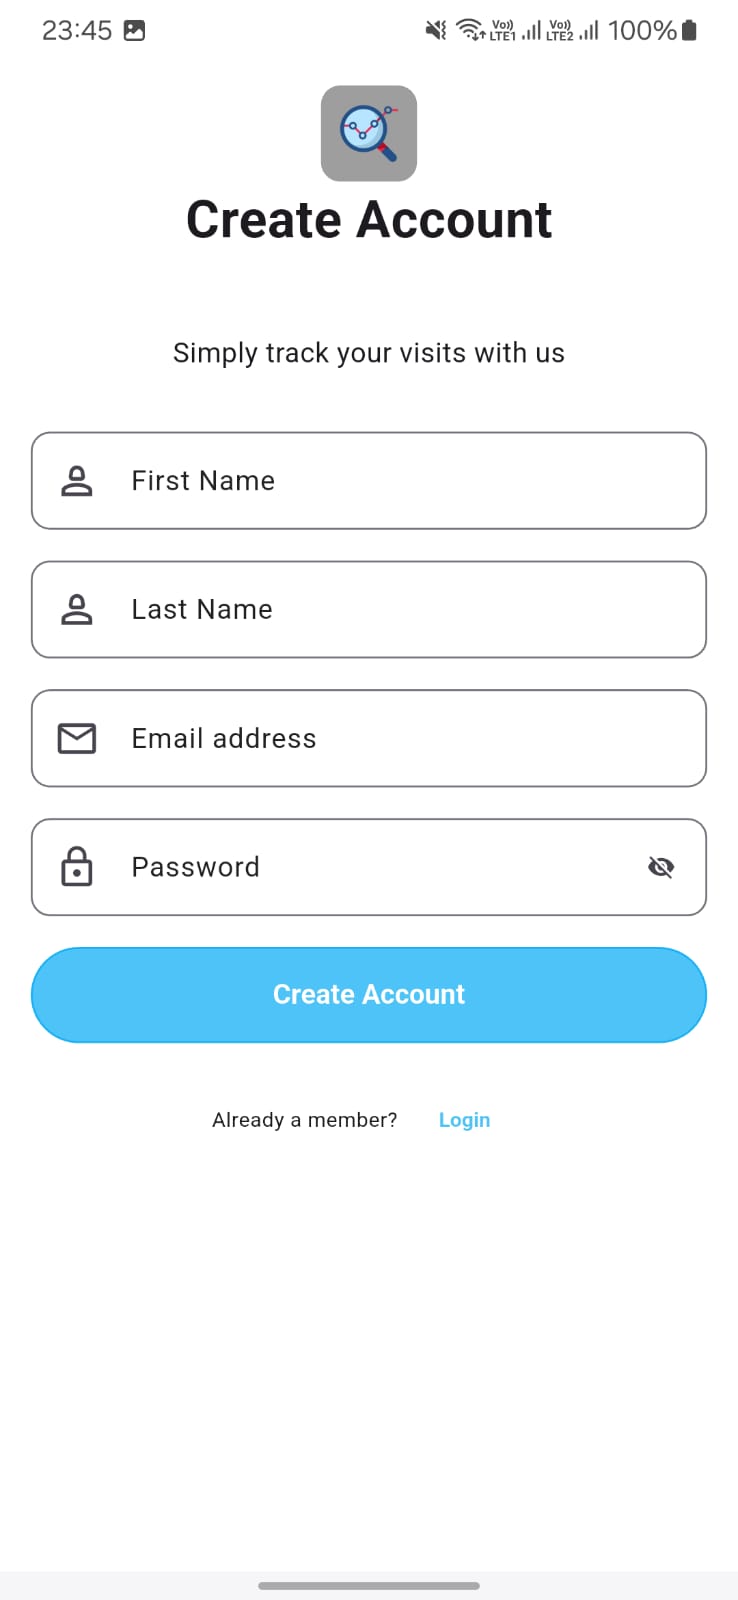 23:45 Vo)) LTE1 Vo)) LTE2 100%
Create Account
Simply track your visits with us
First Name
Last Name
Email address
Password
Create Account
Already a member? Login